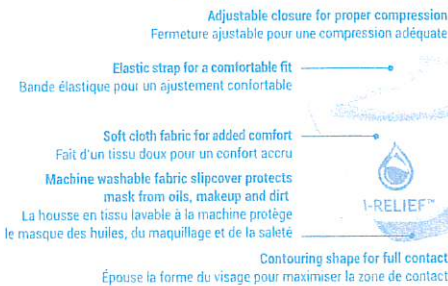 Adjustable closure for proper compression
Fermeture ajustable pour une compression adéquate
Elastic strap for a comfortable fit
Bande élastique pour un ajustement confortable
Soft cloth fabric for added comfort
Fait d'un tissu doux pour un confort accru
Machine washable fabric slipcover protects
mask from oils, makeup and dirt
La housse en tissu lavable à la machine protège
le masque des huiles, du maquillage et de la saleté
I-RELIEF™
Contouring shape for full contact
Épouse la forme du visage pour maximiser la zone de contact